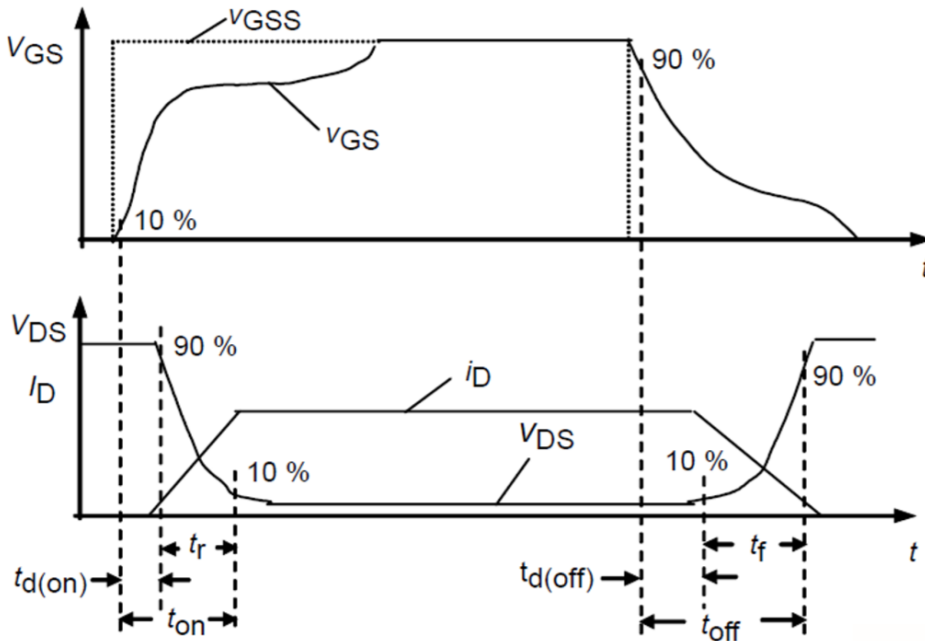 VGSS
VGS
90 %
VGS
10 %
t
VDS
90 %
ID
iD
90 %
VDS
10 %
10 %
tr
tf
t
td(on)
td(off)
ton
toff